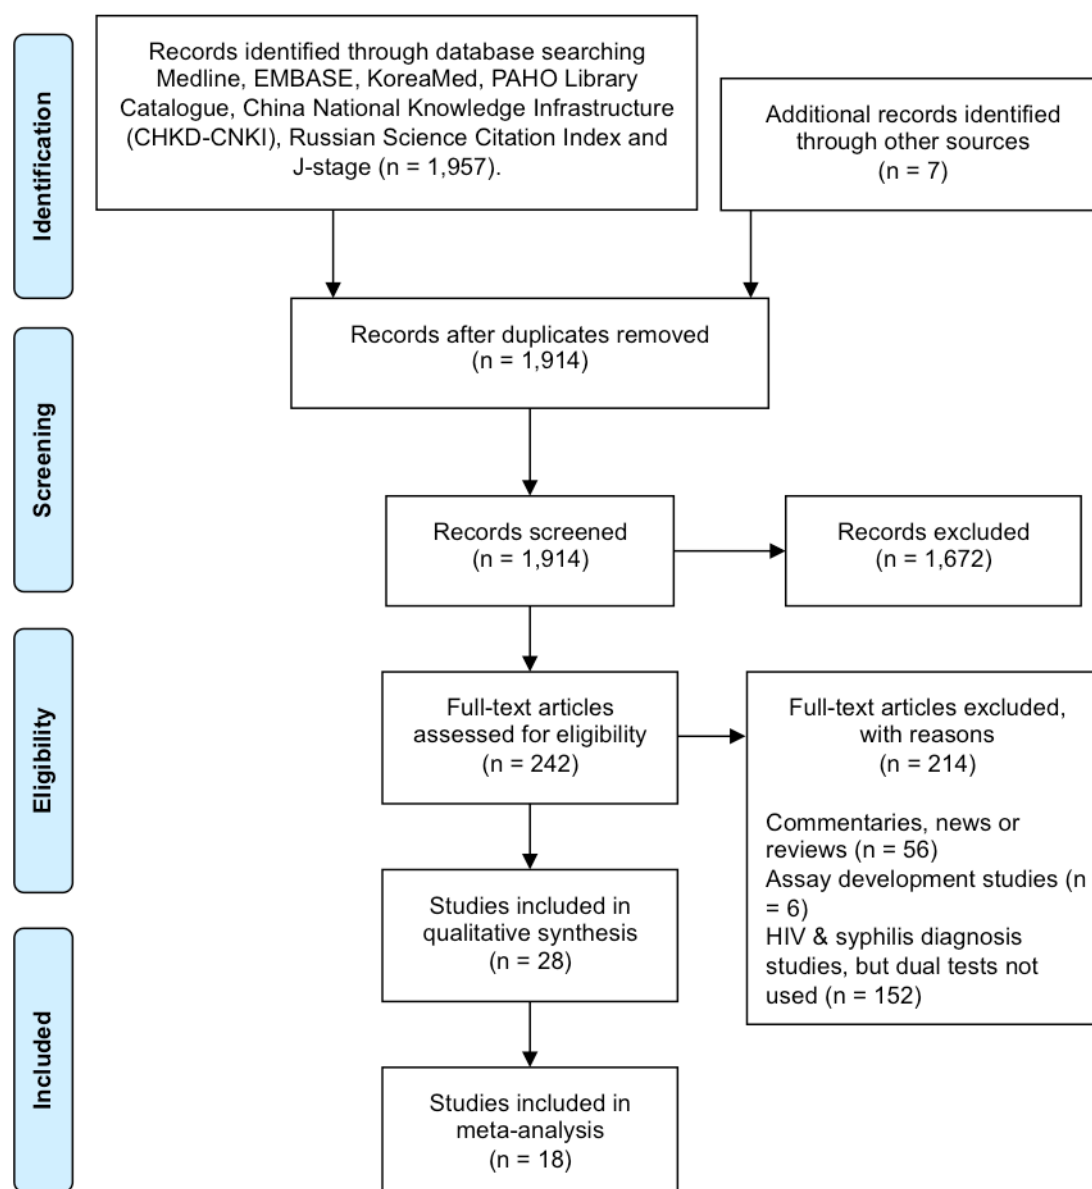 Identification
Records identified through database searching
Medline, EMBASE, KoreaMed, PAHO Library
Catalogue, China National Knowledge Infrastructure
(CHKD-CNKI), Russian Science Citation Index and
J-stage (n = 1,957).
Additional records identified
through other sources
(n = 7)
Screening
Records after duplicates removed
(n = 1,914)
Records screened
(n = 1,914)
Records excluded
(n = 1,672)
Eligibility
Full-text articles
assessed for eligibility
(n = 242)
Full-text articles excluded,
with reasons
(n = 214)
Commentaries, news or
reviews (n = 56)
Assay development studies (n
= 6)
HIV & syphilis diagnosis
studies, but dual tests not
used (n = 152)
Included
Studies included in
qualitative synthesis
(n = 28)
Studies included in
meta-analysis
(n = 18)